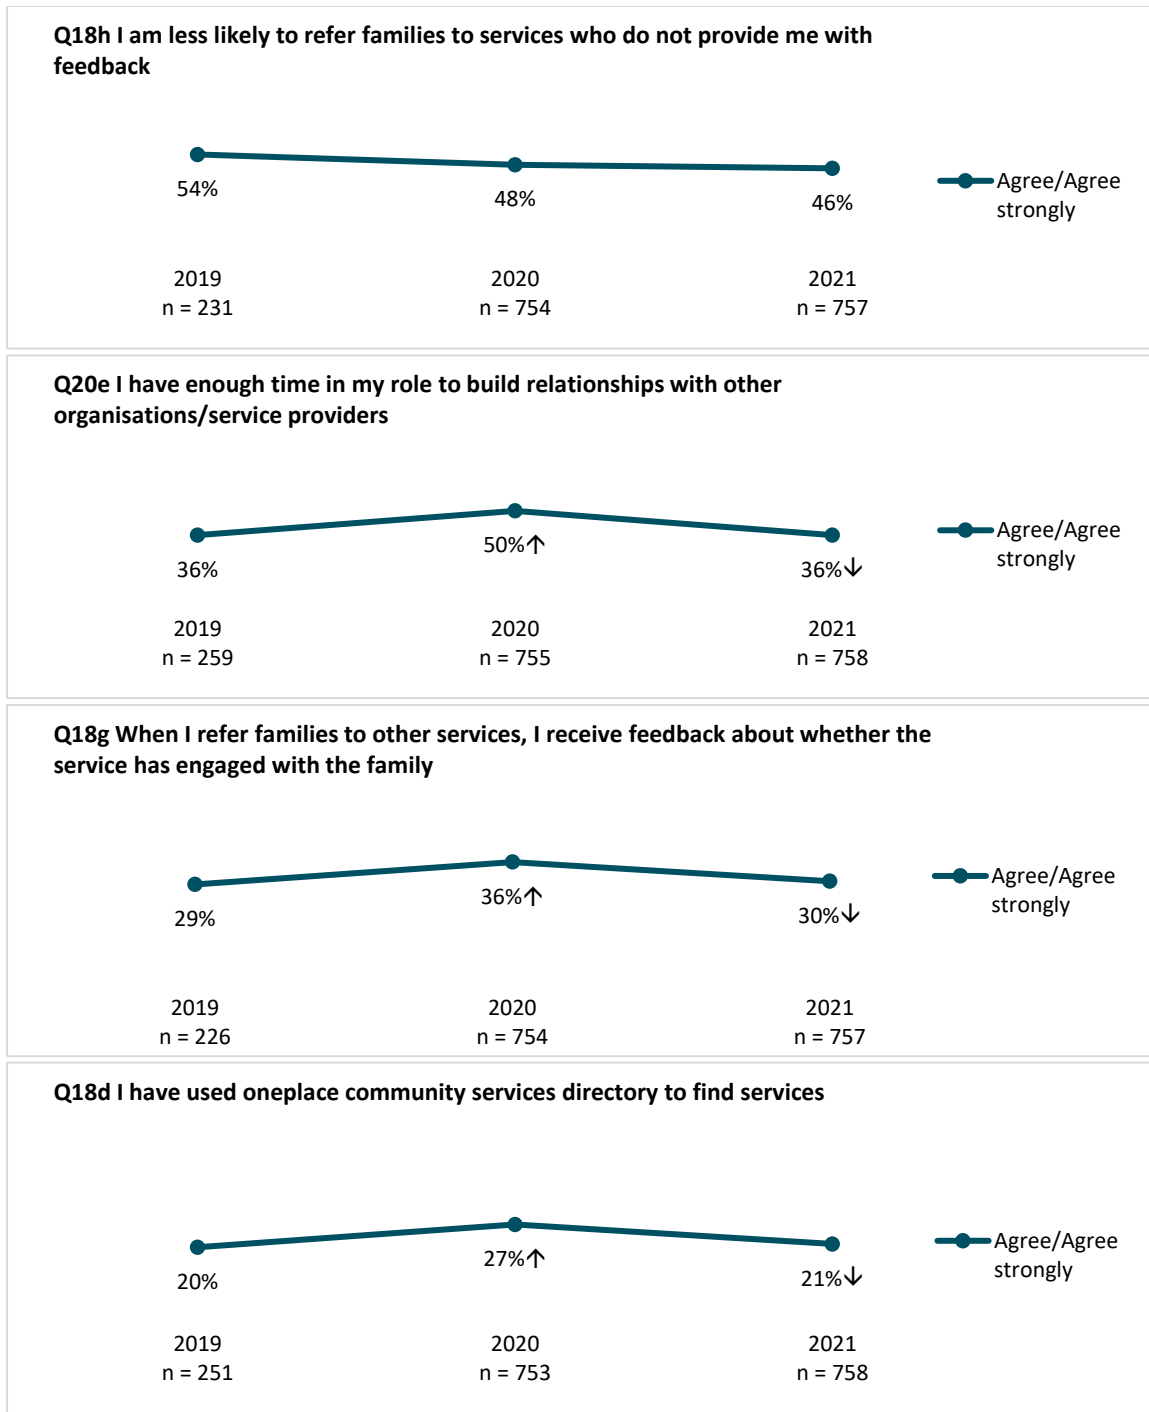 Q18h I am less likely to refer families to services who do not provide me with
feedback
54%
48%
46%
Agree/Agree
strongly
2019
n = 231
2020
n = 754
2021
n = 757
Q20e I have enough time in my role to build relationships with other
organisations/service providers
36%
50%↑
36%↓
Agree/Agree
strongly
2019
n = 259
2020
n = 755
2021
n = 758
Q18g When I refer families to other services, I receive feedback about whether the
service has engaged with the family
29%
36%↑
30%↓
Agree/Agree
strongly
2019
n = 226
2020
n = 754
2021
n = 757
Q18d I have used oneplace community services directory to find services
20%
27%↑
21%↓
Agree/Agree
strongly
2019
n = 251
2020
n = 753
2021
n = 758